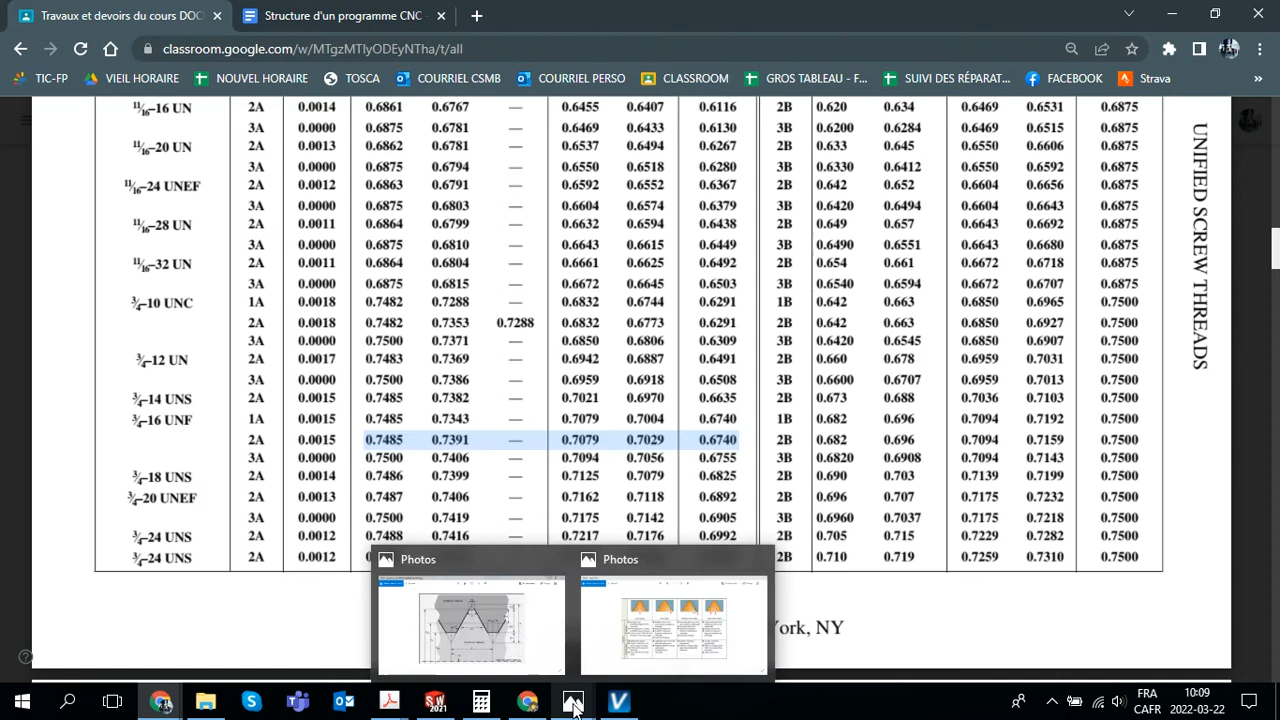 Travaux et devoirs du cours DOC
Structure d'un programme CNC -
classroom.google.com/w/MTgzMTIyODEyNTha/t/all
TIC-FP VIEIL HORAIRE NOUVEL HORAIRE TOSCA COURRIEL CSMB COURRIEL PERSO CLASSROOM GROS TABLEAU - F... SUIVI DES RÉPARAT... FACEBOOK Strava »
11/16–16 UN 2A 0.0014 0.6861 0.6767 — 0.6455 0.6407 0.6116 2B 0.620 0.634 0.6469 0.6531 0.6875
3A 0.0000 0.6875 0.6781 — 0.6469 0.6433 0.6130 3B 0.6200 0.6284 0.6469 0.6515 0.6875
11/16–20 UN 2A 0.0013 0.6862 0.6781 — 0.6537 0.6494 0.6267 2B 0.633 0.645 0.6550 0.6606 0.6875
3A 0.0000 0.6875 0.6794 — 0.6550 0.6518 0.6280 3B 0.6330 0.6412 0.6550 0.6592 0.6875
11/16–24 UNEF 2A 0.0012 0.6863 0.6791 — 0.6592 0.6552 0.6367 2B 0.642 0.652 0.6604 0.6656 0.6875
3A 0.0000 0.6875 0.6803 — 0.6604 0.6574 0.6379 3B 0.6420 0.6494 0.6604 0.6643 0.6875
11/16–28 UN 2A 0.0011 0.6864 0.6799 — 0.6632 0.6594 0.6438 2B 0.649 0.657 0.6643 0.6692 0.6875
3A 0.0000 0.6875 0.6810 — 0.6643 0.6615 0.6449 3B 0.6490 0.6551 0.6643 0.6680 0.6875
11/16–32 UN 2A 0.0011 0.6864 0.6804 — 0.6661 0.6625 0.6492 2B 0.654 0.661 0.6672 0.6718 0.6875
3A 0.0000 0.6875 0.6815 — 0.6672 0.6645 0.6503 3B 0.6540 0.6594 0.6672 0.6707 0.6875
3/4–10 UNC 1A 0.0018 0.7482 0.7288 — 0.6832 0.6744 0.6291 1B 0.642 0.663 0.6850 0.6965 0.7500
2A 0.0018 0.7482 0.7353 0.7288 0.6832 0.6773 0.6291 2B 0.642 0.663 0.6850 0.6927 0.7500
3A 0.0000 0.7500 0.7371 — 0.6850 0.6806 0.6309 3B 0.6420 0.6545 0.6850 0.6907 0.7500
3/4–12 UN 2A 0.0017 0.7483 0.7369 — 0.6942 0.6887 0.6491 2B 0.660 0.678 0.6959 0.7031 0.7500
3A 0.0000 0.7500 0.7386 — 0.6959 0.6918 0.6508 3B 0.6600 0.6707 0.6959 0.7013 0.7500
3/4–14 UNS 2A 0.0015 0.7485 0.7382 — 0.7021 0.6970 0.6635 2B 0.673 0.688 0.7036 0.7103 0.7500
3/4–16 UNF 1A 0.0015 0.7485 0.7343 — 0.7079 0.7004 0.6740 1B 0.682 0.696 0.7094 0.7192 0.7500
2A 0.0015 0.7485 0.7391 — 0.7079 0.7029 0.6740 2B 0.682 0.696 0.7094 0.7159 0.7500
3A 0.0000 0.7500 0.7406 — 0.7094 0.7056 0.6755 3B 0.6820 0.6908 0.7094 0.7143 0.7500
3/4–18 UNS 2A 0.0014 0.7486 0.7399 — 0.7125 0.7079 0.6825 2B 0.690 0.703 0.7139 0.7199 0.7500
3/4–20 UNEF 2A 0.0013 0.7487 0.7406 — 0.7162 0.7118 0.6892 2B 0.696 0.707 0.7175 0.7232 0.7500
3A 0.0000 0.7500 0.7419 — 0.7175 0.7142 0.6905 3B 0.6960 0.7037 0.7175 0.7218 0.7500
3/4–24 UNS 2A 0.0012 0.7488 0.7416 — 0.7217 0.7176 0.6992 2B 0.705 0.715 0.7229 0.7282 0.7500
3/4–24 UNS 2A 0.0012 2B 0.710 0.719 0.7259 0.7310 0.7500
UNIFIED SCREW THREADS
Photos
Photos
York, NY
SW
2021
FRA
CAFR
10:09
2022-03-22